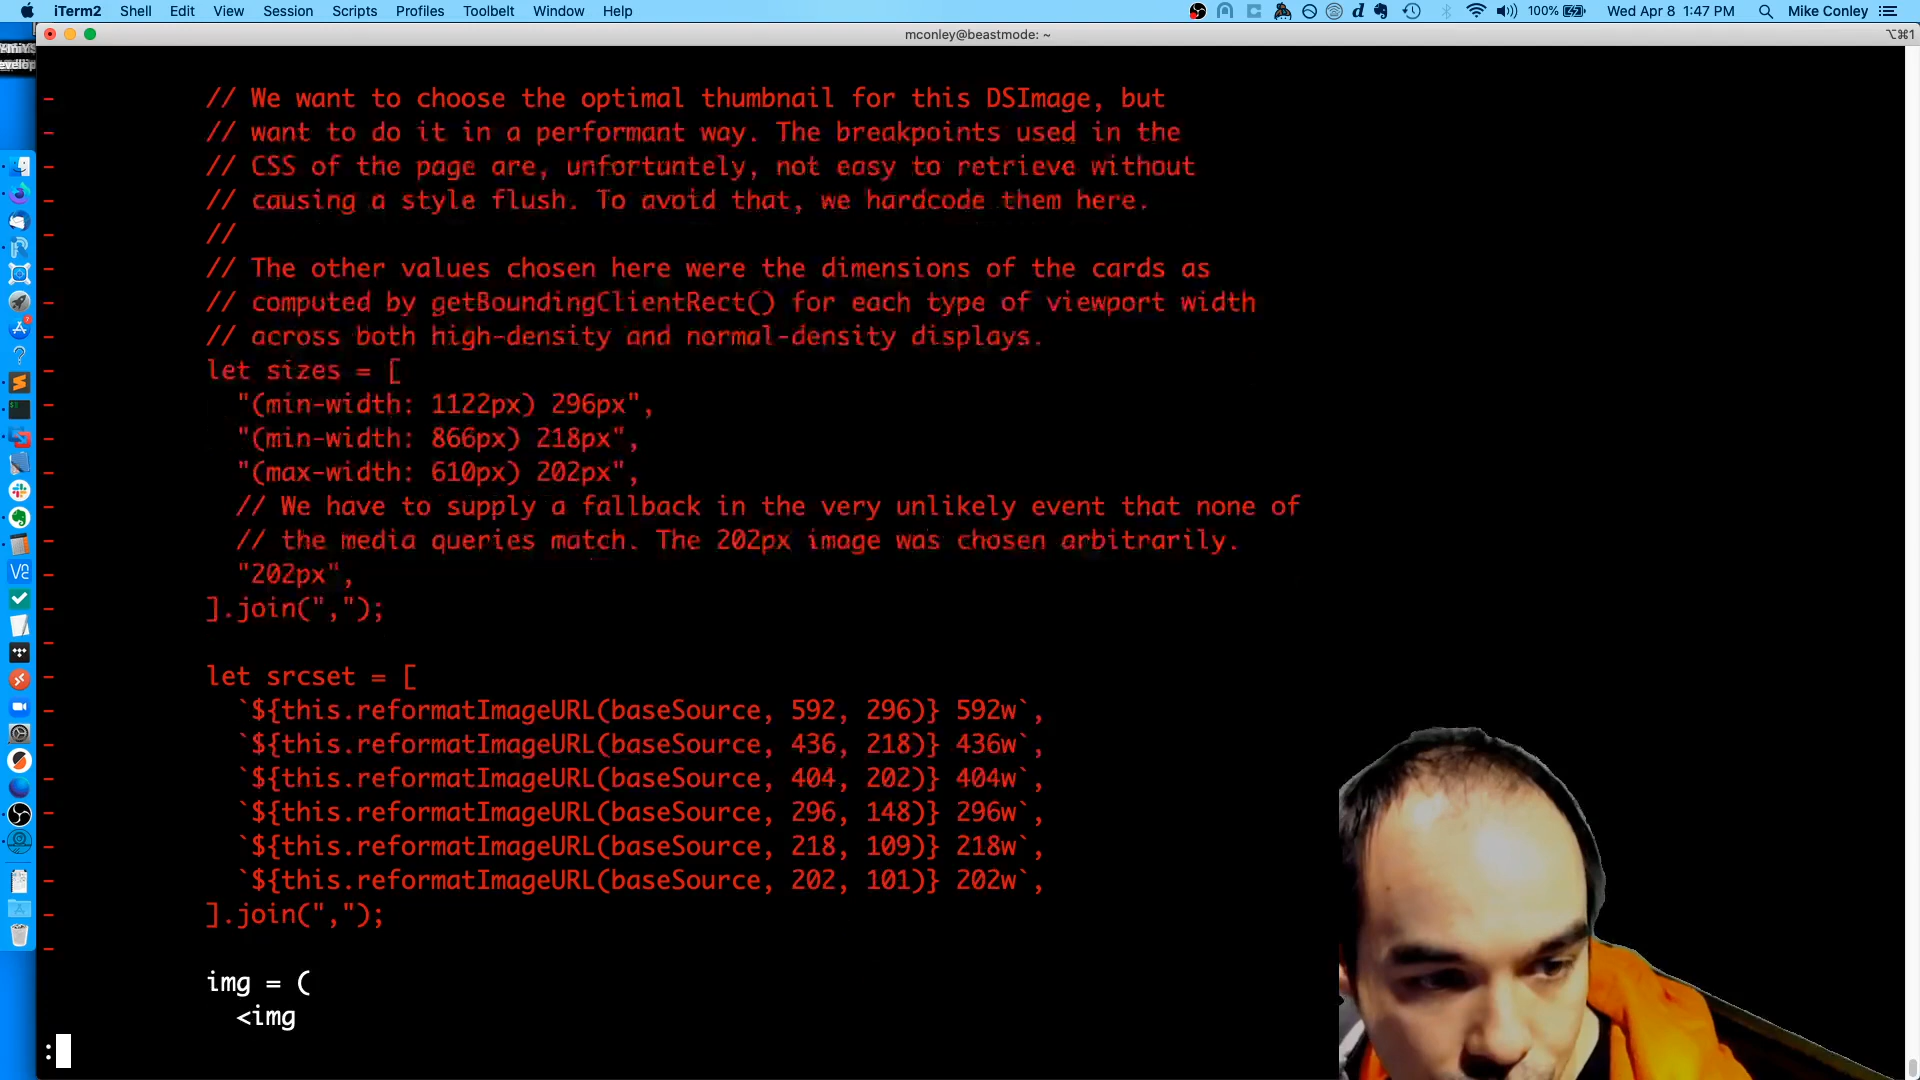 iTerm2 Shell Edit View Session Scripts Profiles Toolbelt Window Help 100% Wed Apr 8 1:47 PM Mike Conley
mconley@beastmode: ~ ⌥⌘1
- // We want to choose the optimal thumbnail for this DSImage, but
- // want to do it in a performant way. The breakpoints used in the
- // CSS of the page are, unfortuntely, not easy to retrieve without
- // causing a style flush. To avoid that, we hardcode them here.
- //
- // The other values chosen here were the dimensions of the cards as
- // computed by getBoundingClientRect() for each type of viewport width
- // across both high-density and normal-density displays.
- let sizes = [
- "(min-width: 1122px) 296px",
- "(min-width: 866px) 218px",
- "(max-width: 610px) 202px",
- // We have to supply a fallback in the very unlikely event that none of
- // the media queries match. The 202px image was chosen arbitrarily.
- "202px",
- ].join(",");
-
- let srcset = [
- `${this.reformatImageURL(baseSource, 592, 296)} 592w`,
- `${this.reformatImageURL(baseSource, 436, 218)} 436w`,
- `${this.reformatImageURL(baseSource, 404, 202)} 404w`,
- `${this.reformatImageURL(baseSource, 296, 148)} 296w`,
- `${this.reformatImageURL(baseSource, 218, 109)} 218w`,
- `${this.reformatImageURL(baseSource, 202, 101)} 202w`,
- ].join(",");
-
img = (
<img
: